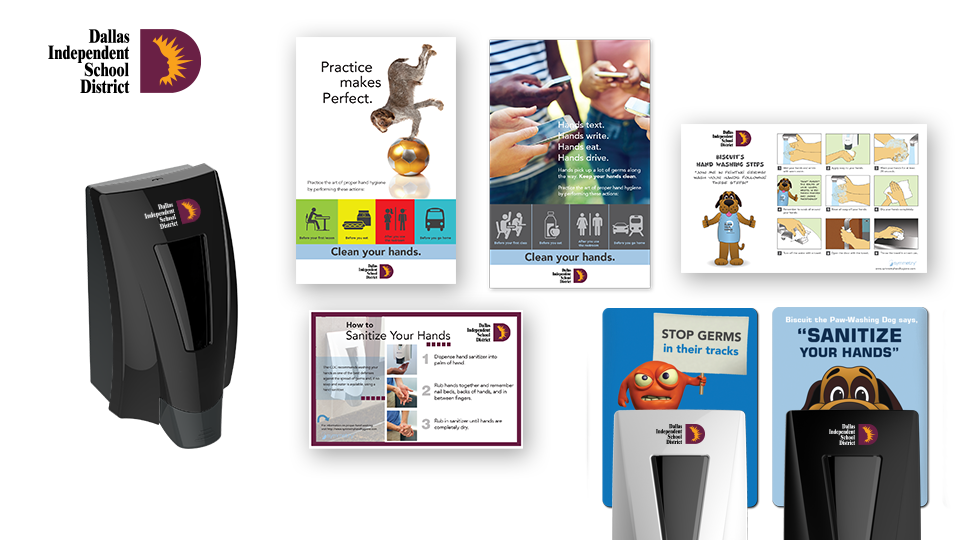 Dallas
Independent
School
District
Practice
makes
Perfect.
Practice the art of proper hand hygiene
by performing these actions:
Before your first lesson
Before you eat
After you use
the restroom
Before you go home
Clean your hands.
Dallas
Independent
School
District
Hands text.
Hands write.
Hands eat.
Hands drive.
Hands pick up a lot of germs along
the way. Keep your hands clean.
Practice the art of proper hand hygiene
by performing these actions:
Before your first class
Before you eat
After you use
the restroom
Before you go home
Clean your hands.
Dallas
Independent
School
District
Dallas
Independent
School
District
BISCUIT'S
HAND WASHING STEPS
Dallas
Independent
School
District
How to
Sanitize Your Hands
Dallas
Independent
School
District
1 Dispense hand sanitizer into
palm of hand.
2 Rub hands together and remember
nail beds, backs of hands, and in
between fingers.
3 Rub in sanitizer until hands are
completely dry.
STOP GERMS
in their tracks
Dallas
Independent
School
District
Biscuit the Paw-Washing Dog says,
"SANITIZE
YOUR HANDS"
Dallas
Independent
School
District